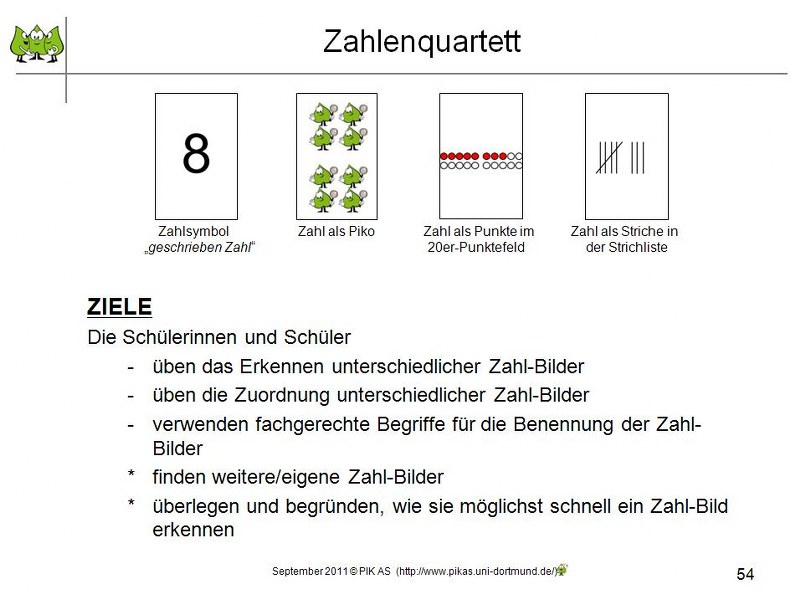 Zahlenquartett
8
Zahlsymbol
„geschrieben Zahl“
Zahl als Piko
Zahl als Punkte im
20er-Punktefeld
Zahl als Striche in
der Strichliste
ZIELE
Die Schülerinnen und Schüler
- üben das Erkennen unterschiedlicher Zahl-Bilder
- üben die Zuordnung unterschiedlicher Zahl-Bilder
- verwenden fachgerechte Begriffe für die Benennung der Zahl-
Bilder
* finden weitere/eigene Zahl-Bilder
* überlegen und begründen, wie sie möglichst schnell ein Zahl-Bild
erkennen
September 2011 © PIK AS (http://www.pikas.uni-dortmund.de/)
54